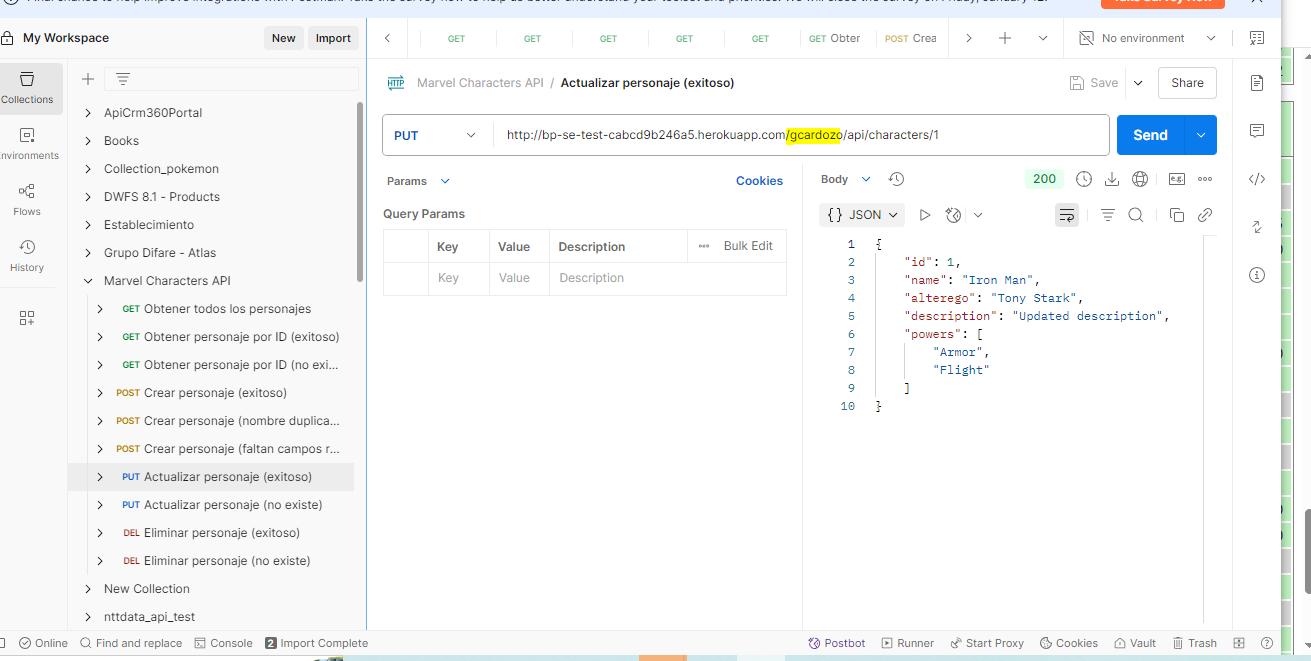 My Workspace
New
Import
GET
GET
GET
GET
GET
GET Obter
POST Crea
No environment
Collections
Environments
Flows
History
ApiCrm360Portal
Books
Collection_pokemon
DWFS 8.1 - Products
Establecimiento
Grupo Difare - Atlas
Marvel Characters API
GET Obtener todos los personajes
GET Obtener personaje por ID (exitoso)
GET Obtener personaje por ID (no exi...
POST Crear personaje (exitoso)
POST Crear personaje (nombre duplica...
POST Crear personaje (faltan campos r...
PUT Actualizar personaje (exitoso)
PUT Actualizar personaje (no existe)
DEL Eliminar personaje (exitoso)
DEL Eliminar personaje (no existe)
New Collection
nttdata_api_test
HTTP Marvel Characters API / Actualizar personaje (exitoso)
Save
Share
PUT
http://bp-se-test-cabcd9b246a5.herokuapp.com/gcardozo/api/characters/1
Send
Params
Cookies
Query Params
Key Value Description ••• Bulk Edit
Key Value Description
Body
200
e.g.
{} JSON
1 {
2 "id": 1,
3 "name": "Iron Man",
4 "alterego": "Tony Stark",
5 "description": "Updated description",
6 "powers": [
7 "Armor",
8 "Flight"
9 ]
10 }
Online
Find and replace
Console
2 Import Complete
Postbot
Runner
Start Proxy
Cookies
Vault
Trash